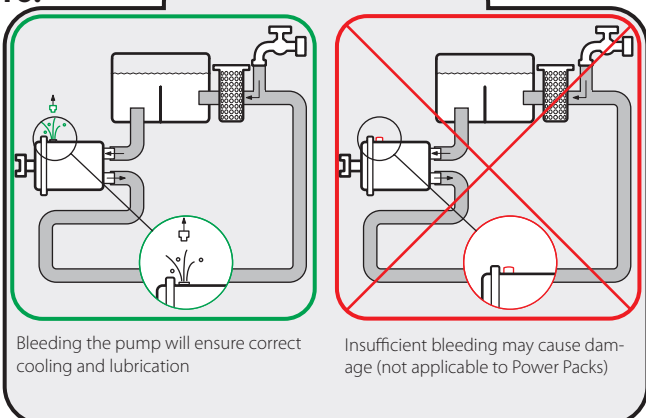 Bleeding the pump will ensure correct
cooling and lubrication
Insufficient bleeding may cause dam-
age (not applicable to Power Packs)